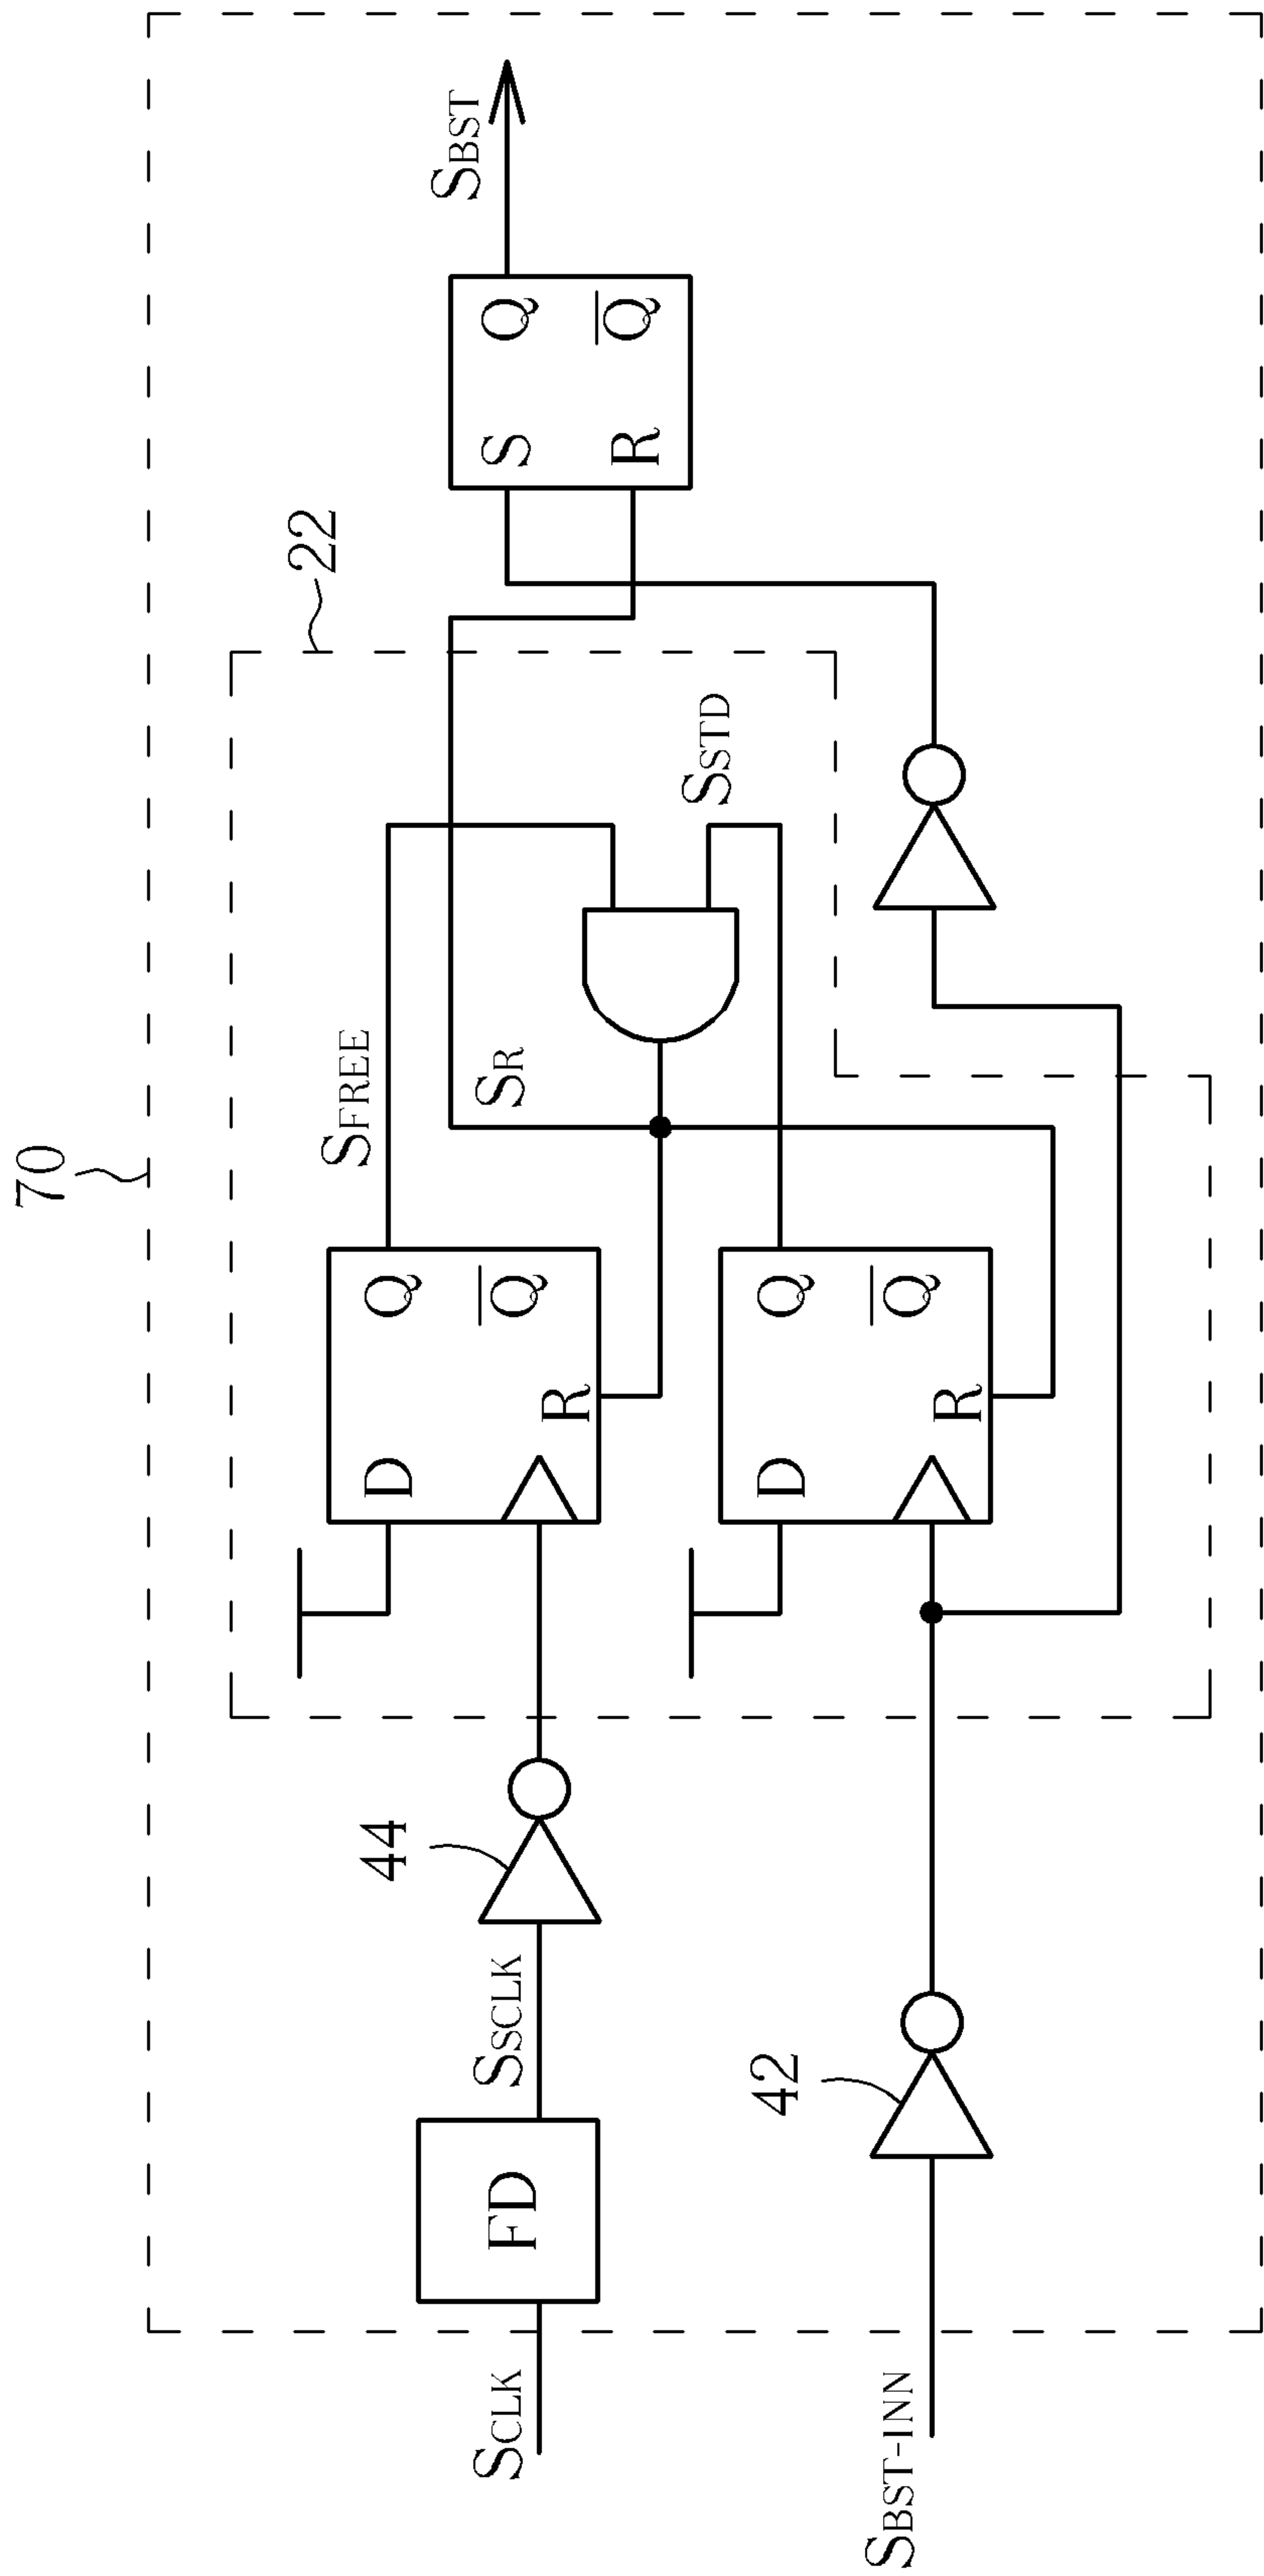 70
22
SCLK
FD
SSCLK
44
D
Q
Q
R
SFREE
SR
SSTD
S
Q
R
Q
SBST
SBST-INN
42
D
Q
Q
R